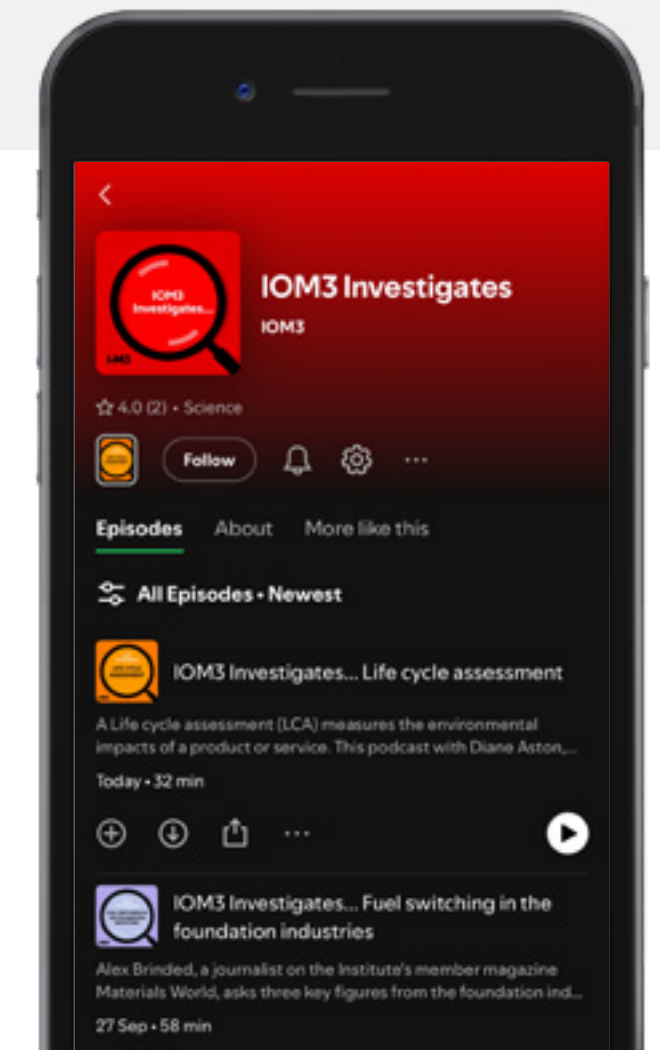 IOM3
Investigates...
I•M3
IOM3 Investigates
IOM3
4.0 (2) • Science
Follow
...
Episodes About More like this
All Episodes • Newest
IOM3 Investigates... Life cycle assessment
A Life cycle assessment (LCA) measures the environmental
impacts of a product or service. This podcast with Diane Aston,...
Today • 32 min
...
IOM3 Investigates... Fuel switching in the
foundation industries
Alex Brinded, a journalist on the Institute's member magazine
Materials World, asks three key figures from the foundation ind...
27 Sep • 58 min